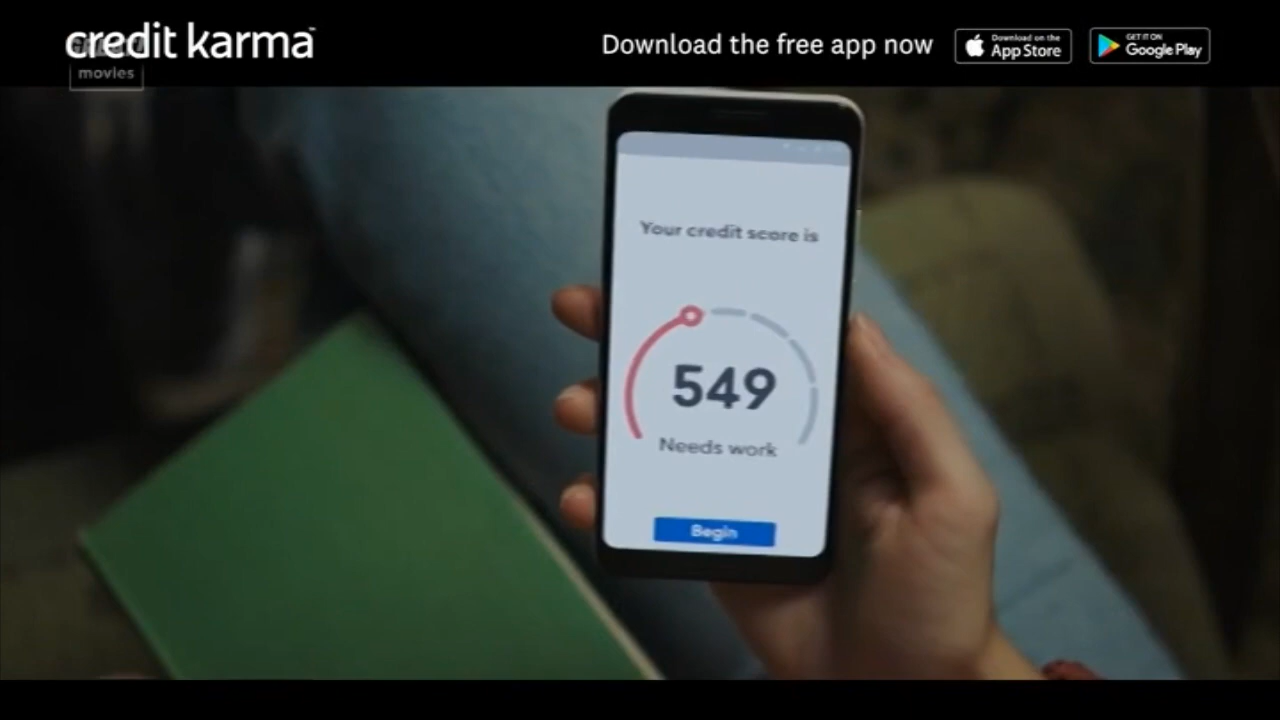 credit karma
movies
Download the free app now
Download on the
App Store
GET IT ON
Google Play
Your credit score is
549
Needs work
Begin